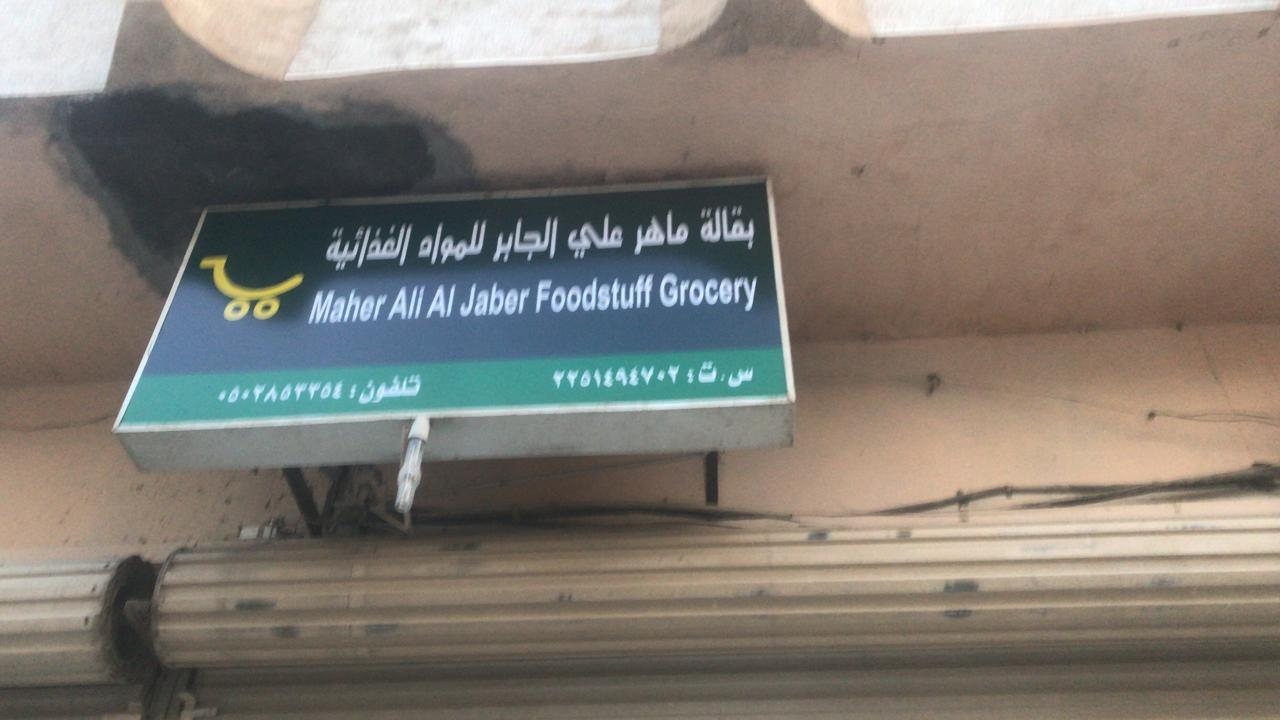 بقالة ماهر علي الجابر للمواد الغذائية
Maher Ali Al Jaber Foodstuff Grocery
س.ت: ٢٢٥١٤٩٤٧٠٢ تلفون: ٠٥٠٢٨٥٣٣٥٤